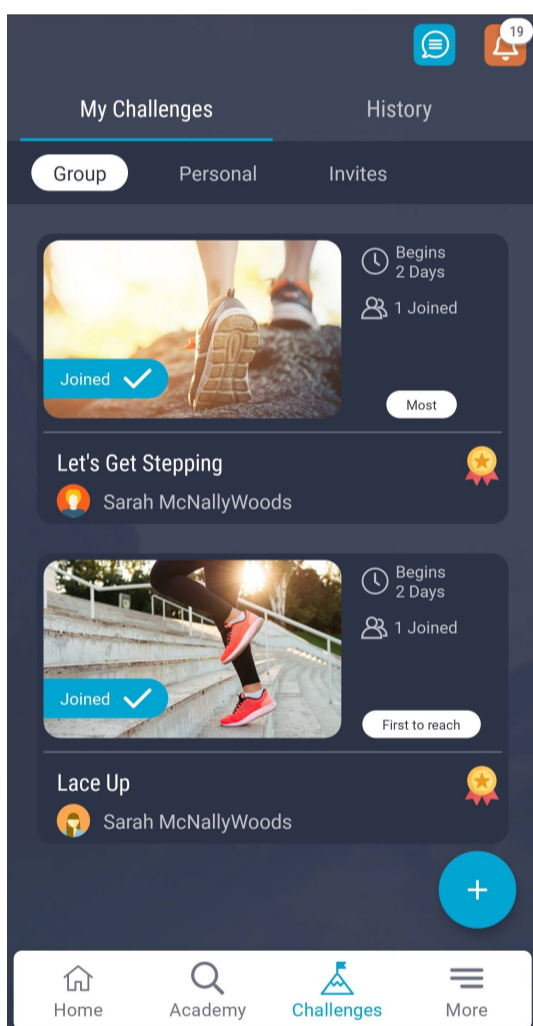 19
My Challenges
History
Group
Personal
Invites
Begins
2 Days
1 Joined
Joined
Most
Let's Get Stepping
Sarah McNallyWoods
Begins
2 Days
1 Joined
Joined
First to reach
Lace Up
Sarah McNallyWoods
+
Home
Academy
Challenges
More